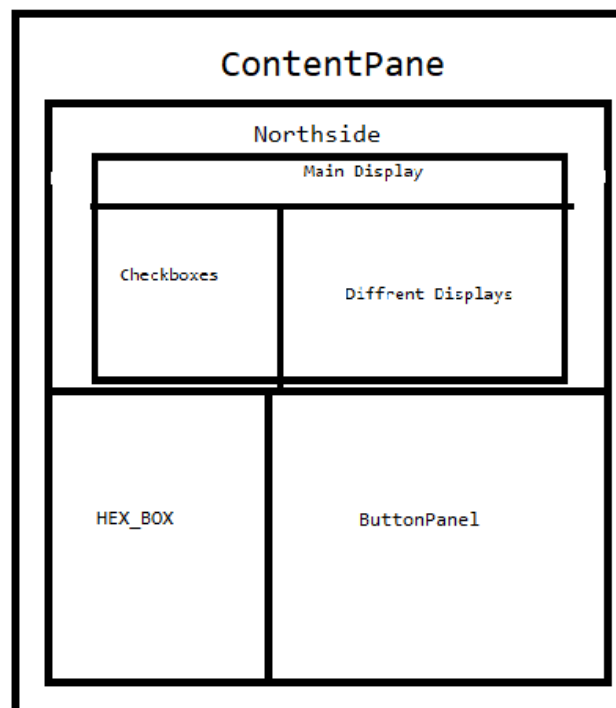 ContentPane
Northside
Main Display
Checkboxes
Diffrent Displays
HEX_BOX
ButtonPanel